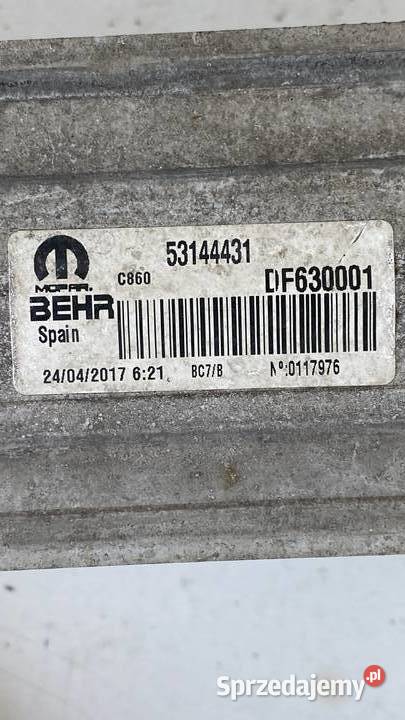 53144431
C860
DF630001
MOPAR.
BEHR
Spain
24/04/2017 6:21
BC7/B
Nº:0117976
Sprzedajemy.pl